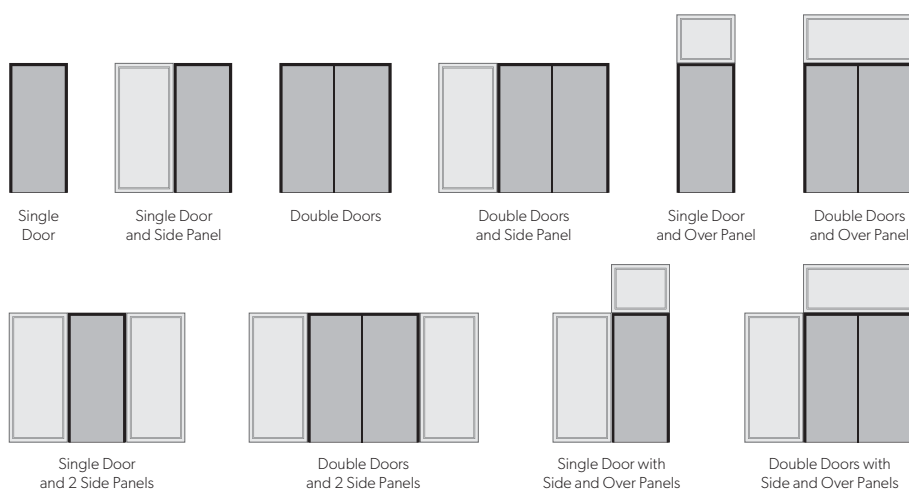 Single
Door
Single Door
and Side Panel
Double Doors
Double Doors
and Side Panel
Single Door
and Over Panel
Double Doors
and Over Panel
Single Door
and 2 Side Panels
Double Doors
and 2 Side Panels
Single Door with
Side and Over Panels
Double Doors with
Side and Over Panels